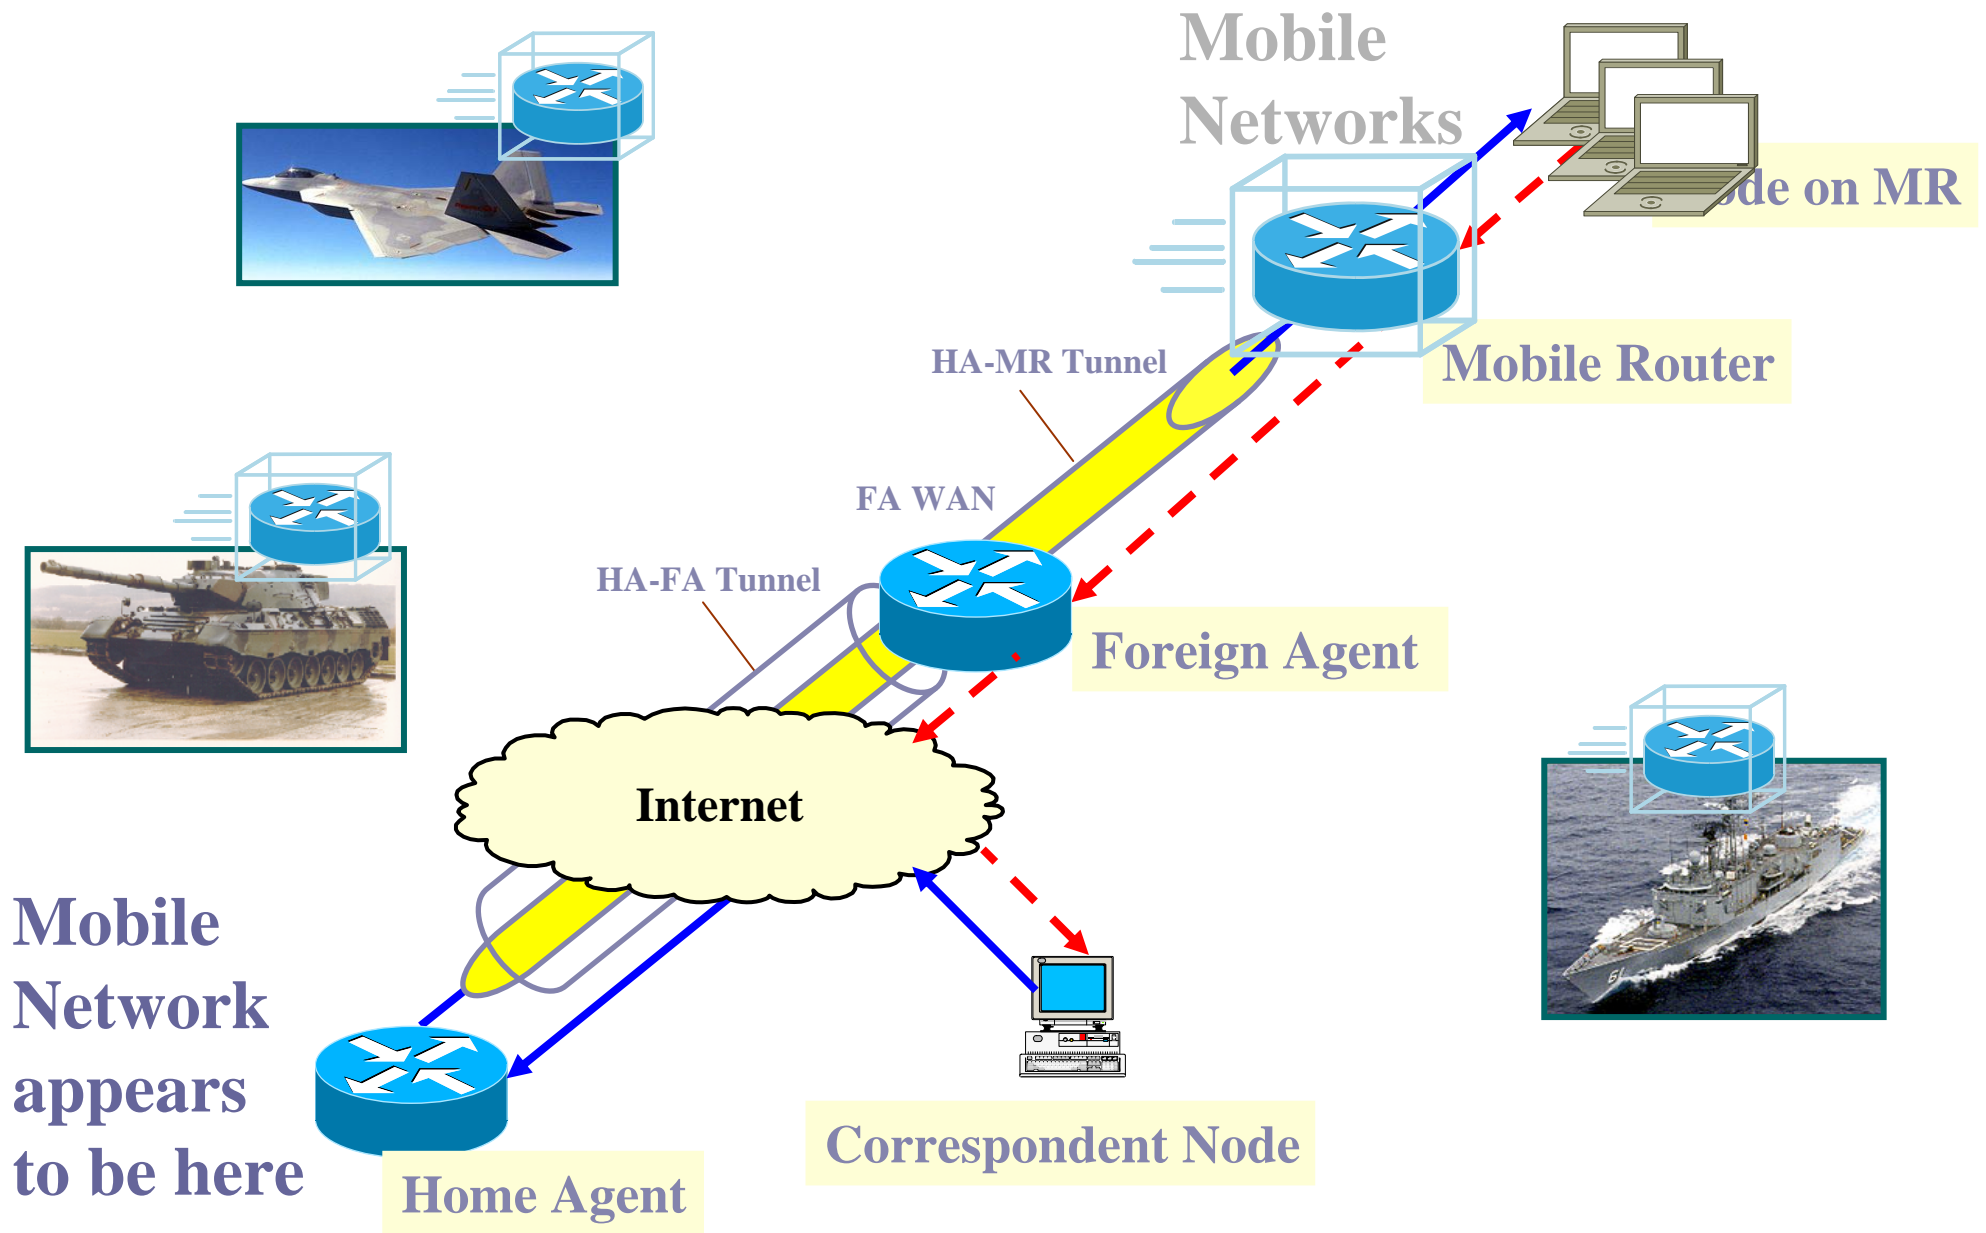 Mobile
Networks
de on MR
HA-MR Tunnel
Mobile Router
FA WAN
HA-FA Tunnel
Foreign Agent
Internet
Mobile
Network
appears
to be here
61
Correspondent Node
Home Agent